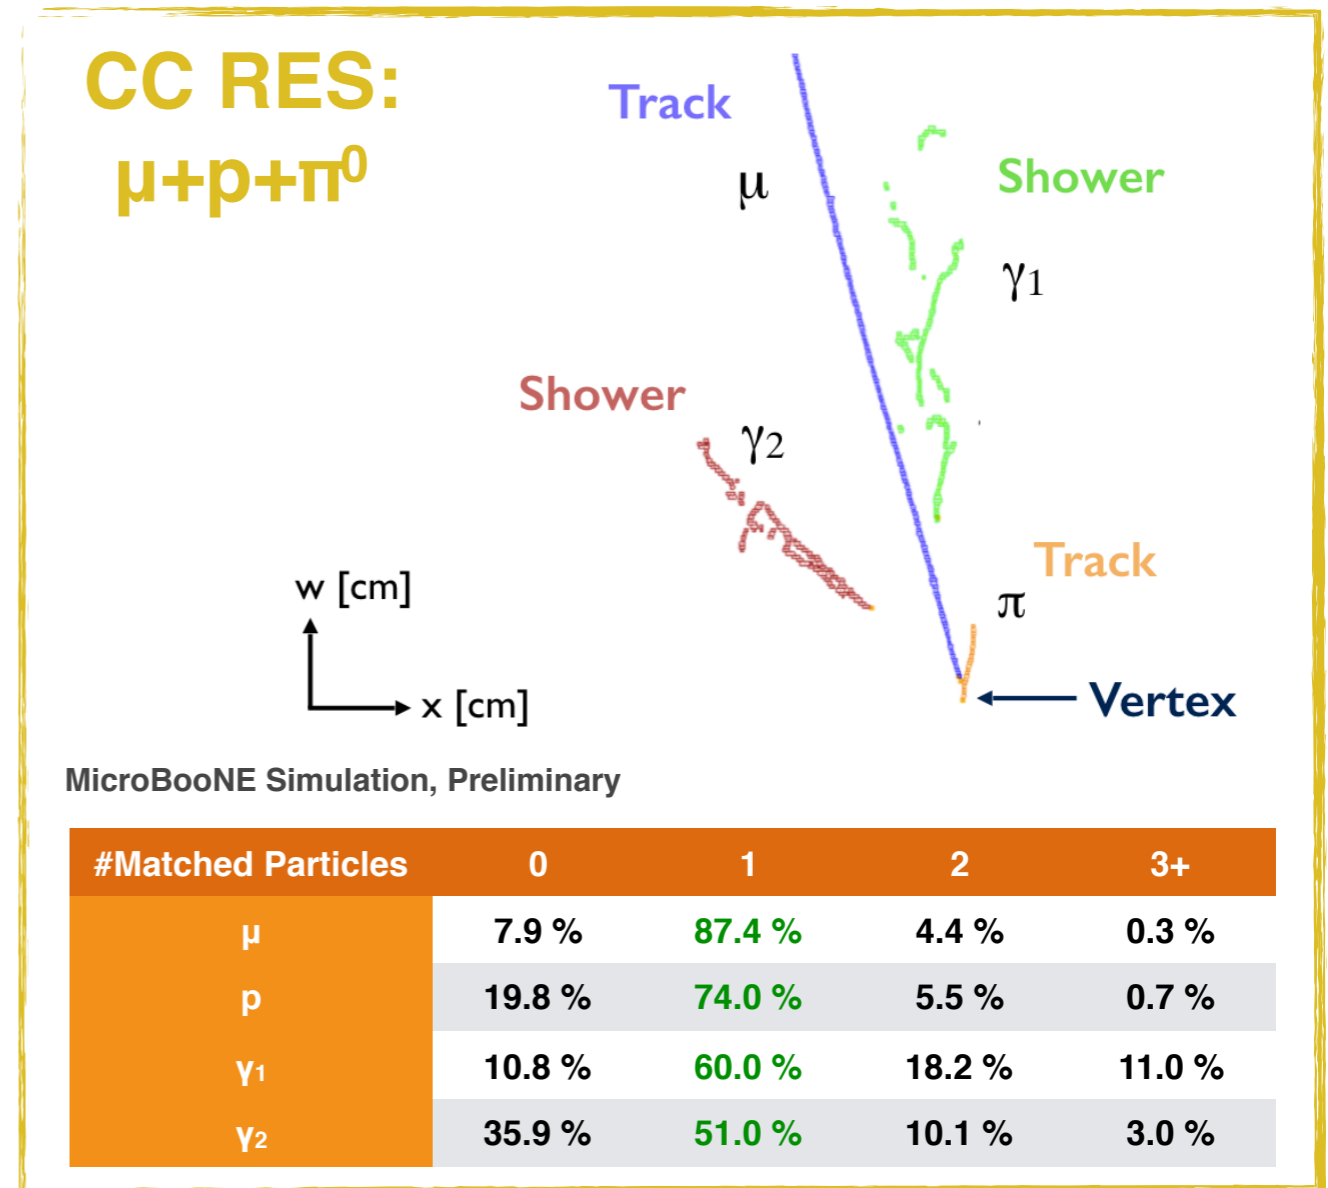 CC RES:
μ+p+π⁰
Track
μ
Shower
γ1
Shower
γ2
Track
π
w [cm]
x [cm]
Vertex
MicroBooNE Simulation, Preliminary
#Matched Particles 0 1 2 3+
μ 7.9 % 87.4 % 4.4 % 0.3 %
p 19.8 % 74.0 % 5.5 % 0.7 %
γ1 10.8 % 60.0 % 18.2 % 11.0 %
γ2 35.9 % 51.0 % 10.1 % 3.0 %